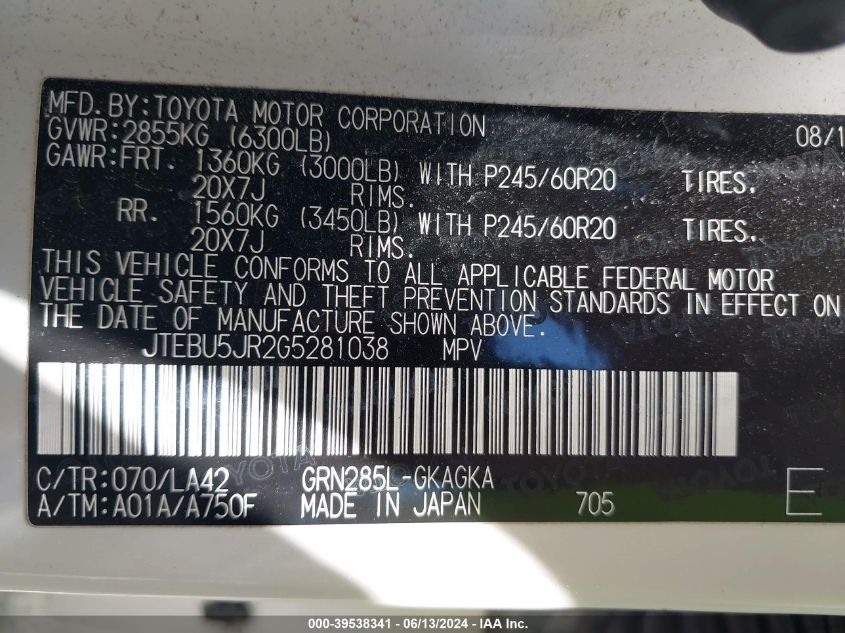 MFD. BY:TOYOTA MOTOR CORPORATION 08/1
GVWR:2855KG (6300LB)
GAWR:FRT. 1360KG (3000LB) WITH P245/60R20 TIRES.
20X7J RIMS.
RR. 1560KG (3450LB) WITH P245/60R20 TIRES.
20X7J RIMS.
THIS VEHICLE CONFORMS TO ALL APPLICABLE FEDERAL MOTOR
VEHICLE SAFETY AND THEFT PREVENTION STANDARDS IN EFFECT ON
THE DATE OF MANUFACTURE SHOWN ABOVE.
JTEBU5JR2G5281038 MPV
C/TR:070/LA42 GRN285L-GKAGKA
A/TM:A01A/A750F MADE IN JAPAN 705 E
000-39538341 - 06/13/2024 - IAA Inc.